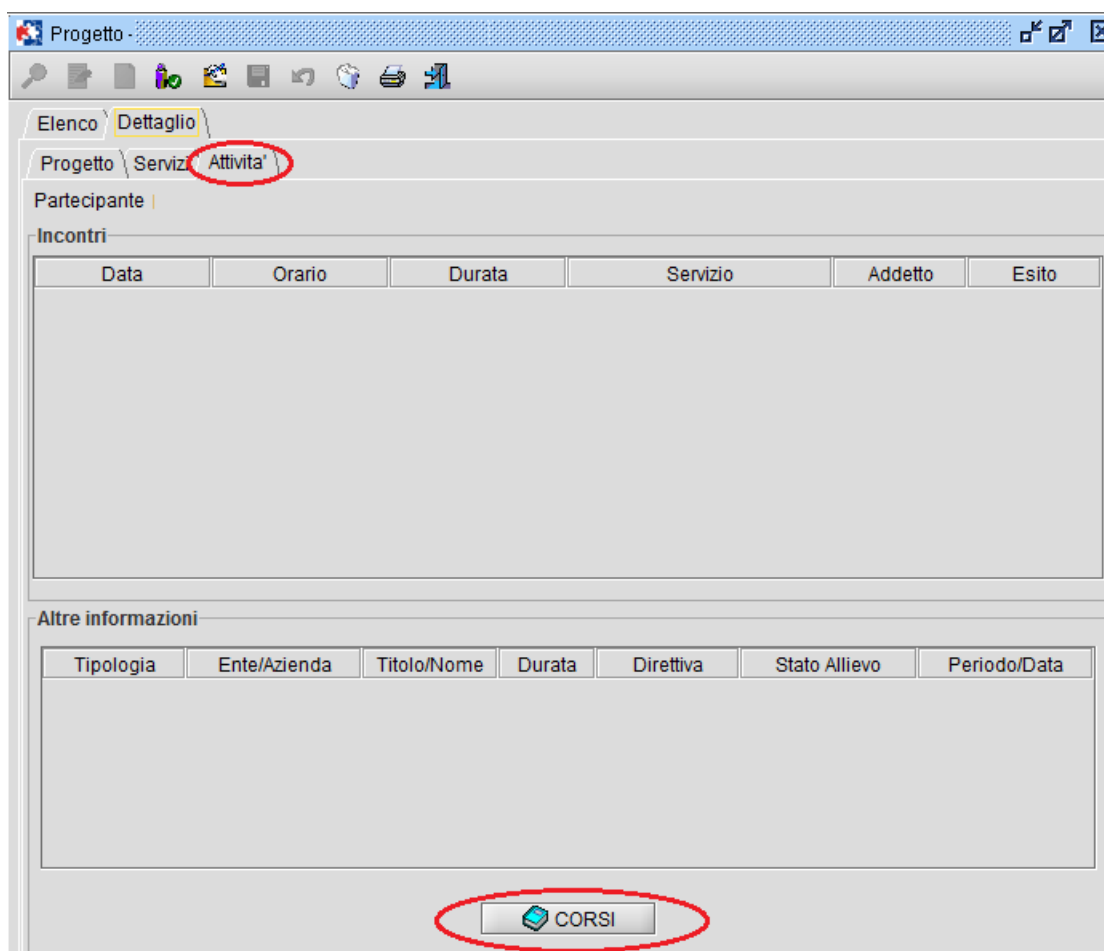 Progetto -
Elenco Dettaglio
Progetto Servizi Attivita'
Partecipante
Incontri
Data Orario Durata Servizio Addetto Esito
Altre informazioni
Tipologia Ente/Azienda Titolo/Nome Durata Direttiva Stato Allievo Periodo/Data
CORSI